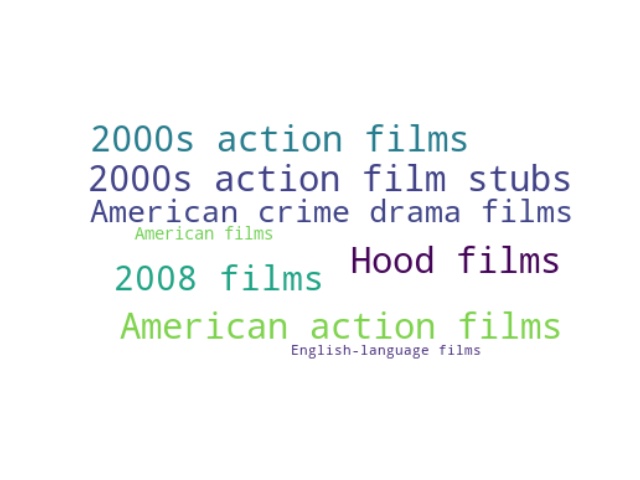 2000s action films
2000s action film stubs
American crime drama films
American films
Hood films
2008 films
American action films
English-language films